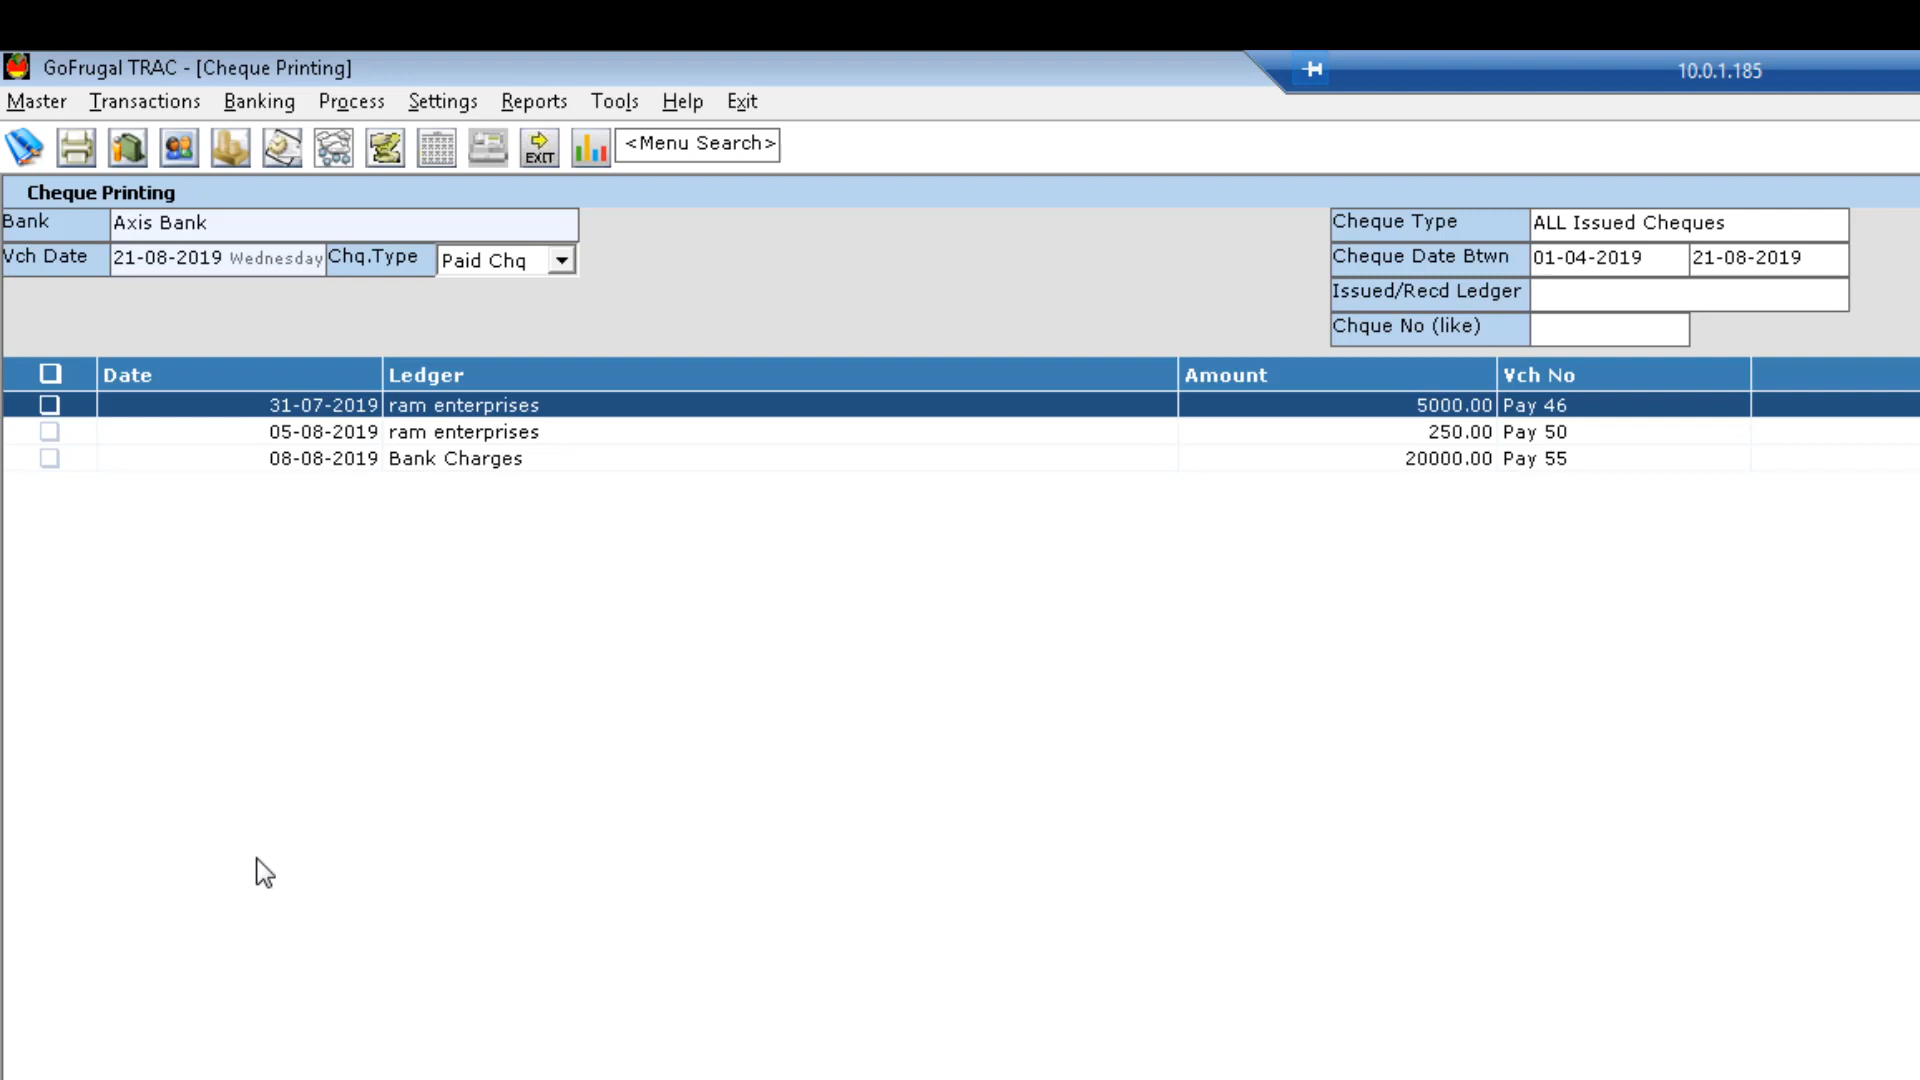 GoFrugal TRAC - [Cheque Printing]
10.0.1.185
Master Transactions Banking Process Settings Reports Tools Help Exit
EXIT <Menu Search>
Cheque Printing
Bank Axis Bank Cheque Type ALL Issued Cheques
Vch Date 21-08-2019 Wednesday Chq.Type Paid Chq Cheque Date Btwn 01-04-2019 21-08-2019
Issued/Recd Ledger
Chque No (like)
Date Ledger Amount Vch No
31-07-2019 ram enterprises 5000.00 Pay 46
05-08-2019 ram enterprises 250.00 Pay 50
08-08-2019 Bank Charges 20000.00 Pay 55